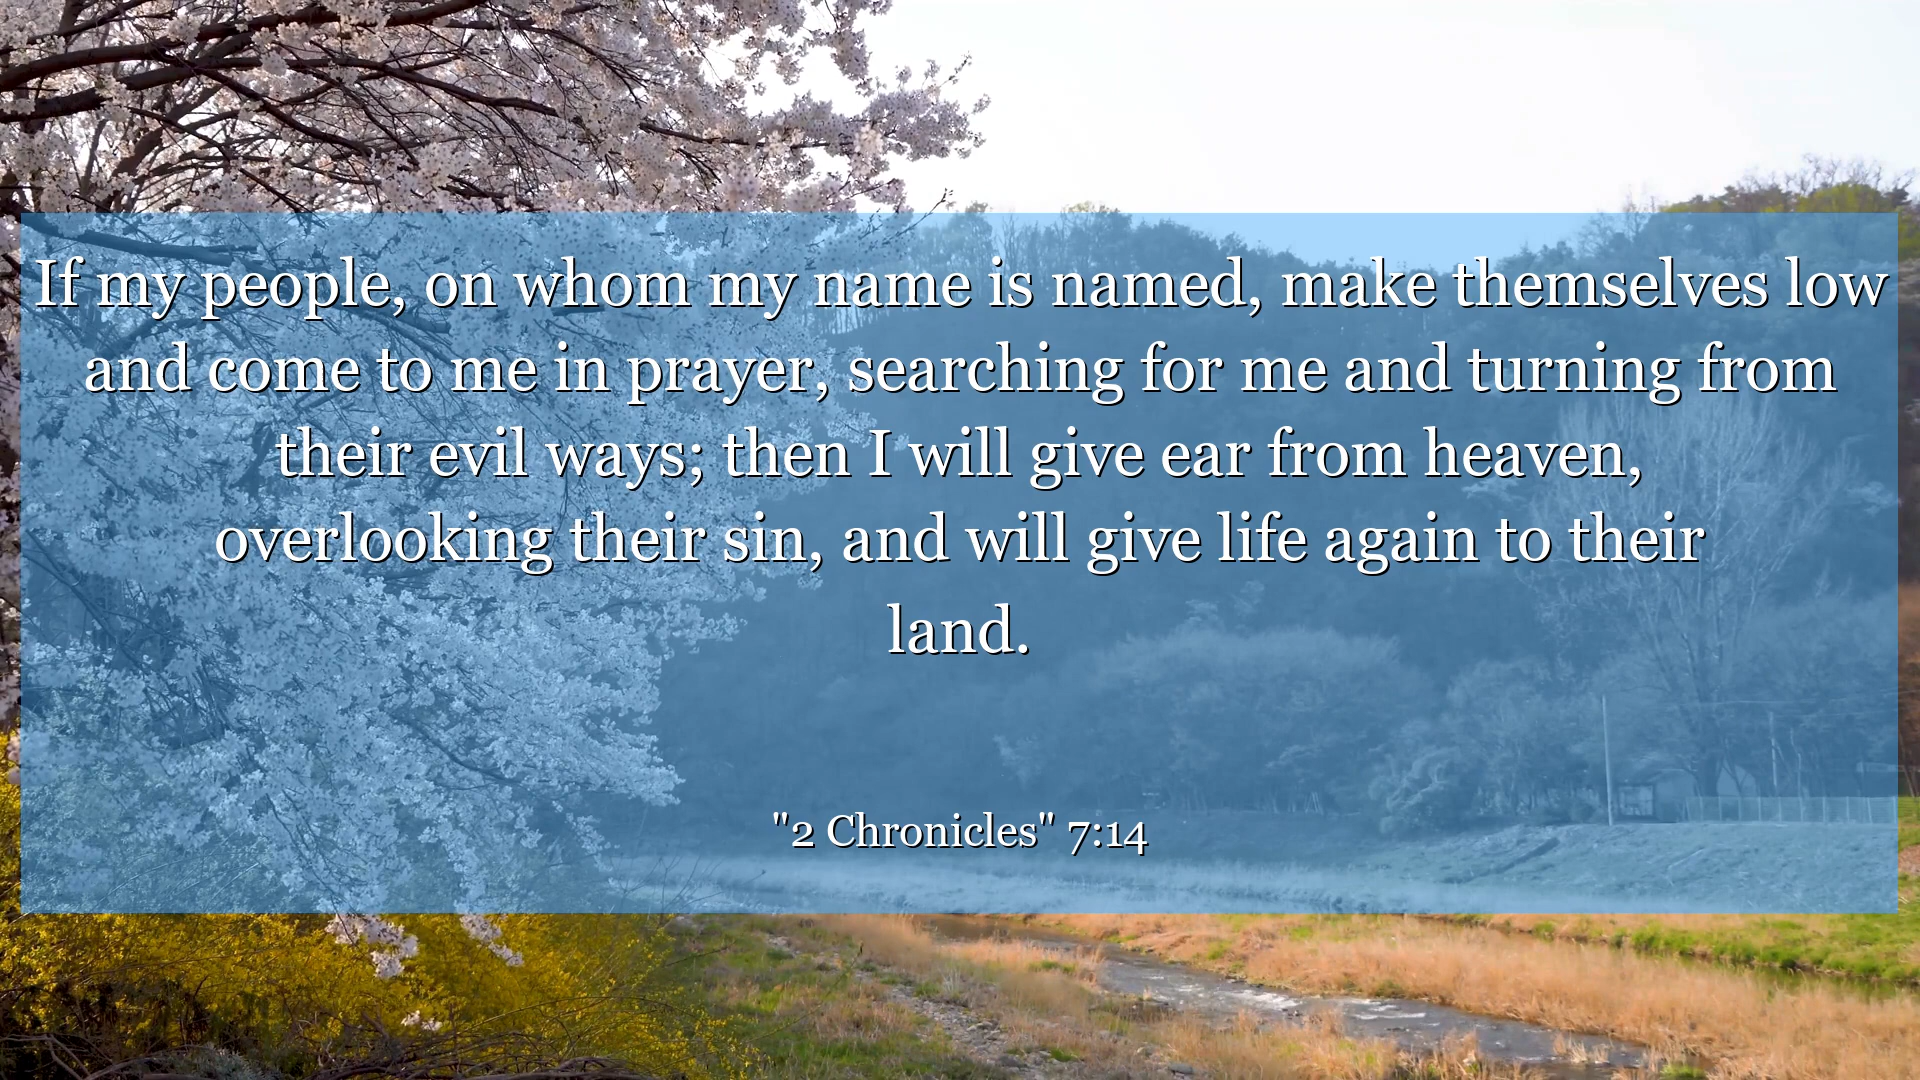 If my people, on whom my name is named, make themselves low
and come to me in prayer, searching for me and turning from
their evil ways; then I will give ear from heaven,
overlooking their sin, and will give life again to their
land.
"2 Chronicles" 7:14